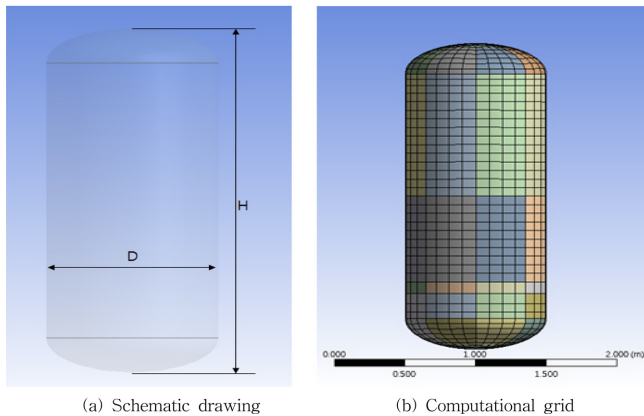 H
D
0.000
1.000
2.000 (m)
0.500
1.500
(a) Schematic drawing
(b) Computational grid